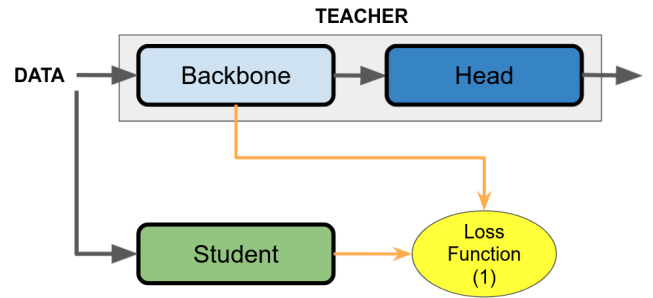 TEACHER
DATA
Backbone
Head
Student
Loss
Function
(1)